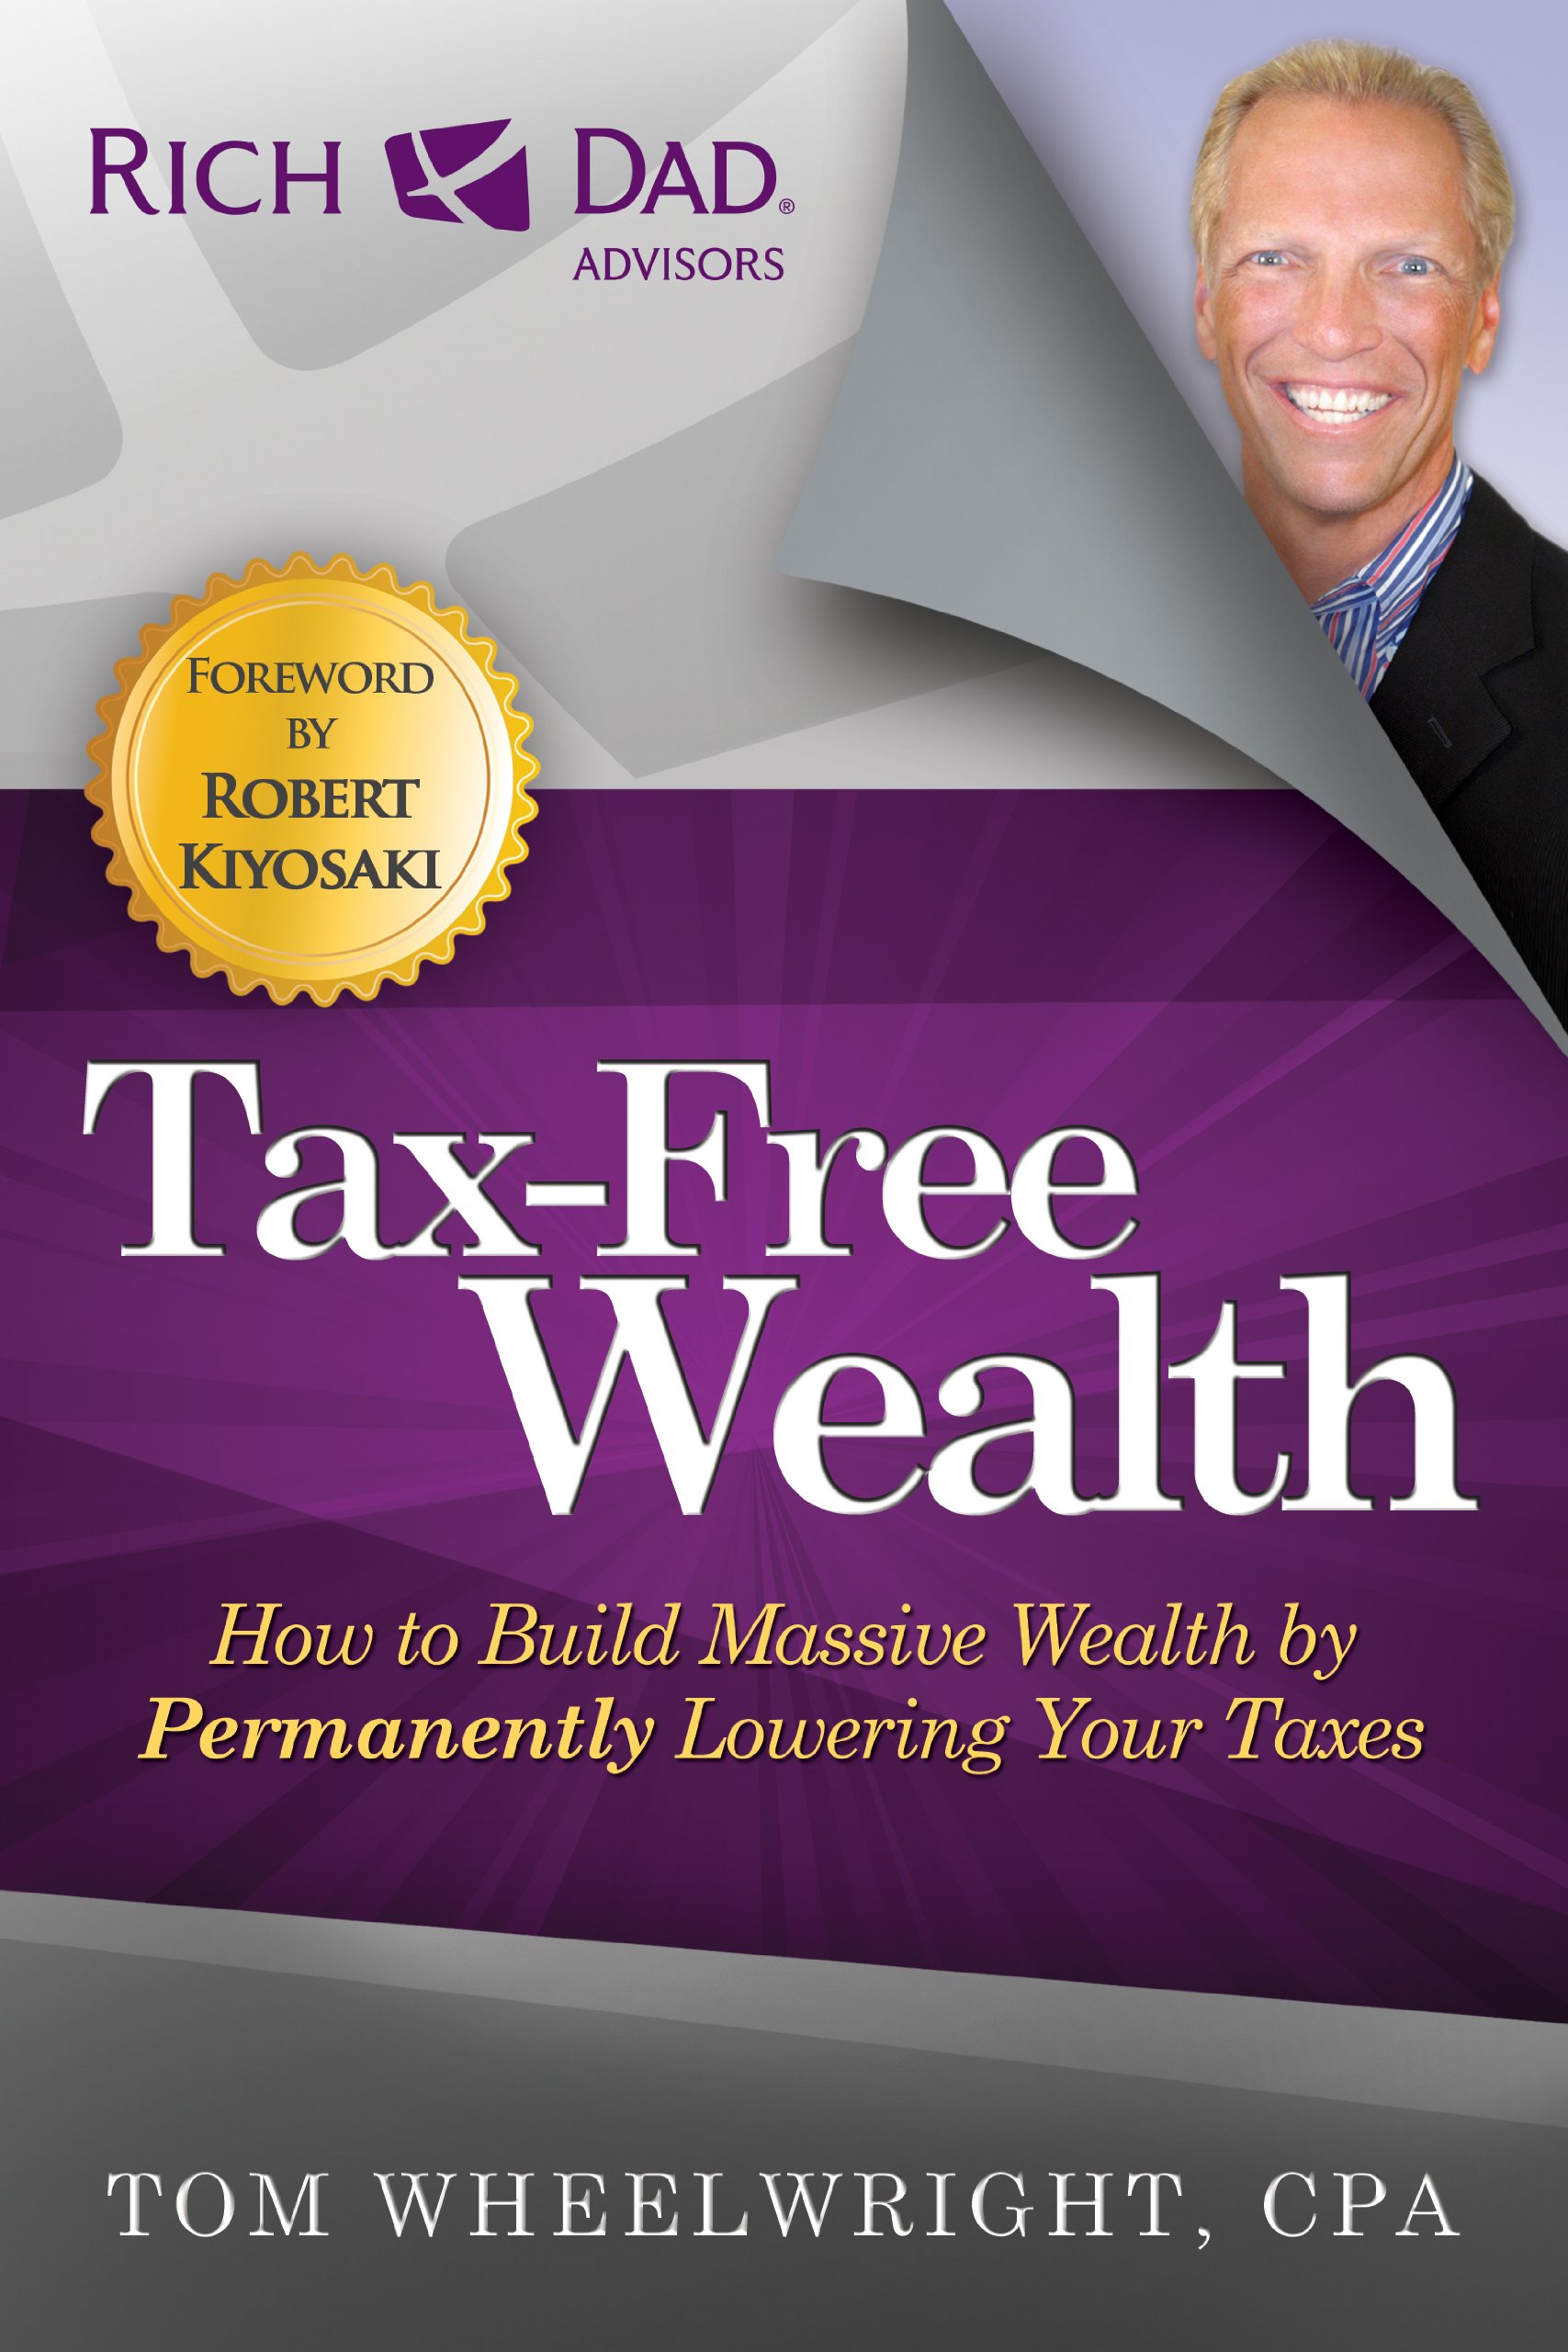 RICH DAD®
ADVISORS
FOREWORD
BY
ROBERT
KIYOSAKI
Tax-Free
Wealth
How to Build Massive Wealth by
Permanently Lowering Your Taxes
TOM WHEELWRIGHT, CPA